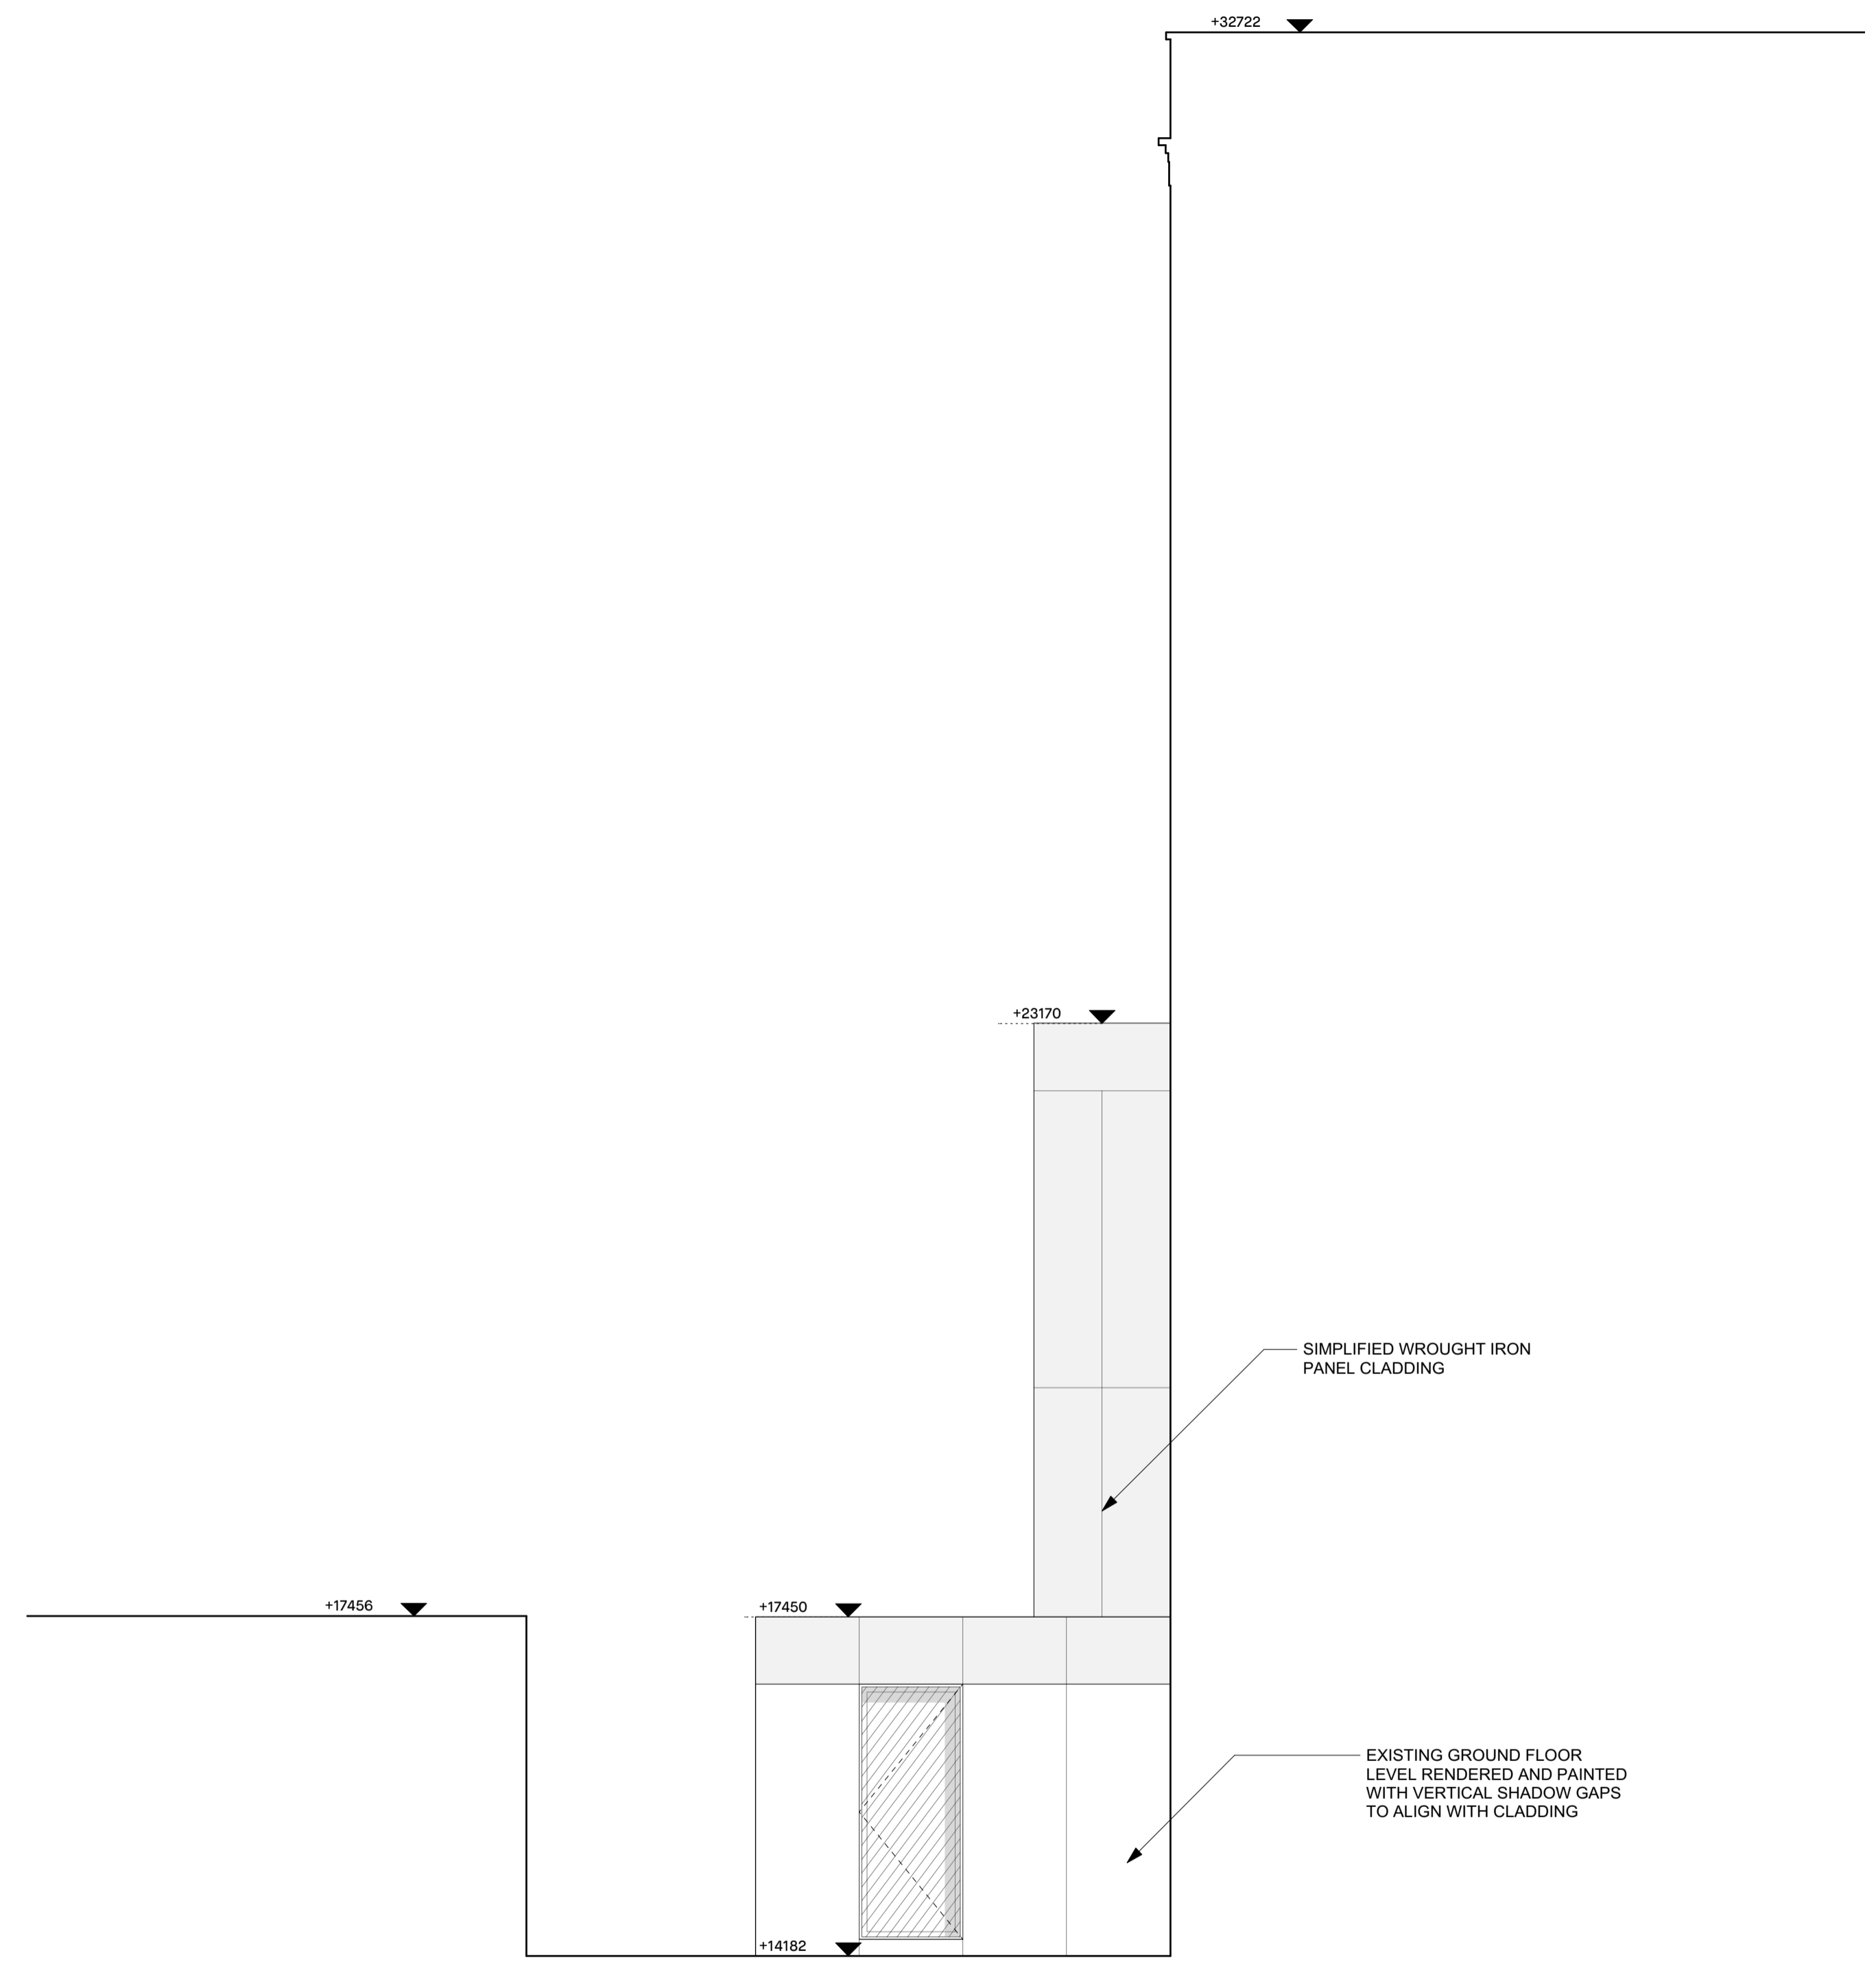 +32722
+23170
SIMPLIFIED WROUGHT IRON
PANEL CLADDING
+17456
+17450
EXISTING GROUND FLOOR
LEVEL RENDERED AND PAINTED
WITH VERTICAL SHADOW GAPS
TO ALIGN WITH CLADDING
+14182